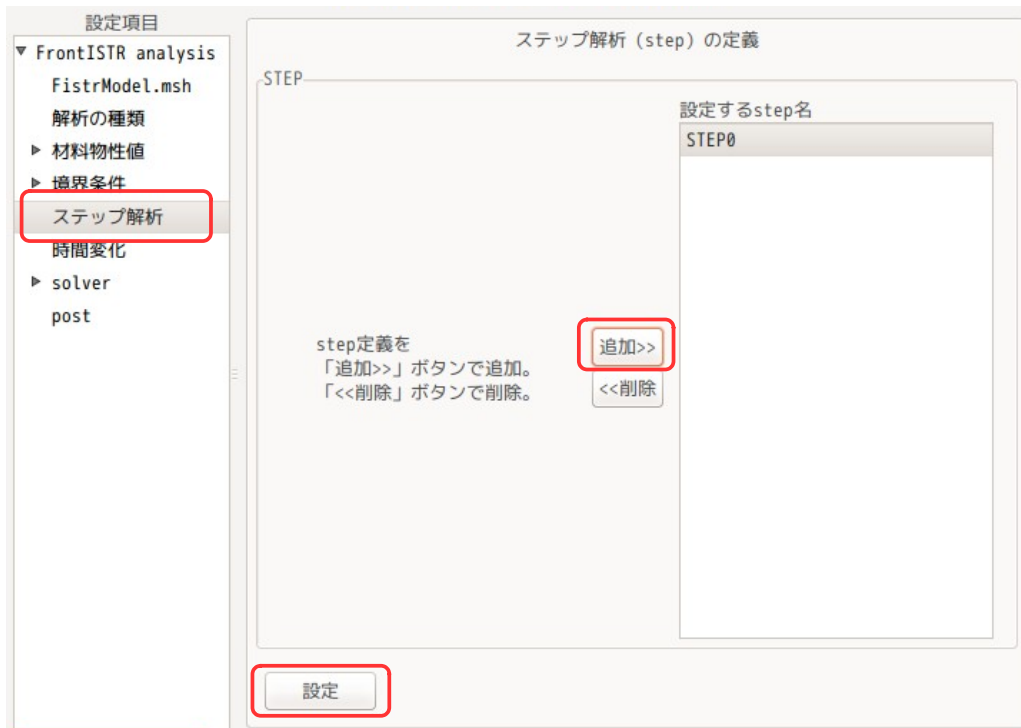 設定項目
FrontISTR analysis
FistrModel.msh
解析の種類
材料物性値
境界条件
ステップ解析
時間変化
solver
post
ステップ解析 (step) の定義
STEP
設定するstep名
STEP0
step定義を
「追加>>」ボタンで追加。
「<<削除」ボタンで削除。
追加>>
<<削除
設定